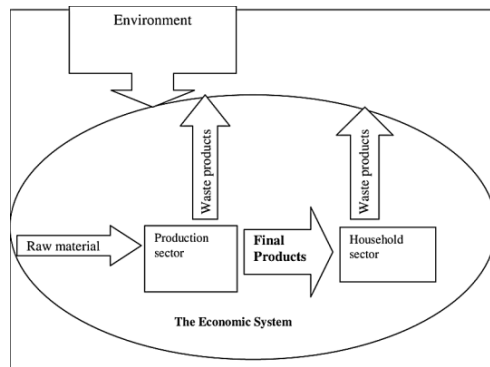 Environment
Waste products
Waste products
Raw material
Production
sector
Final
Products
Household
sector
The Economic System